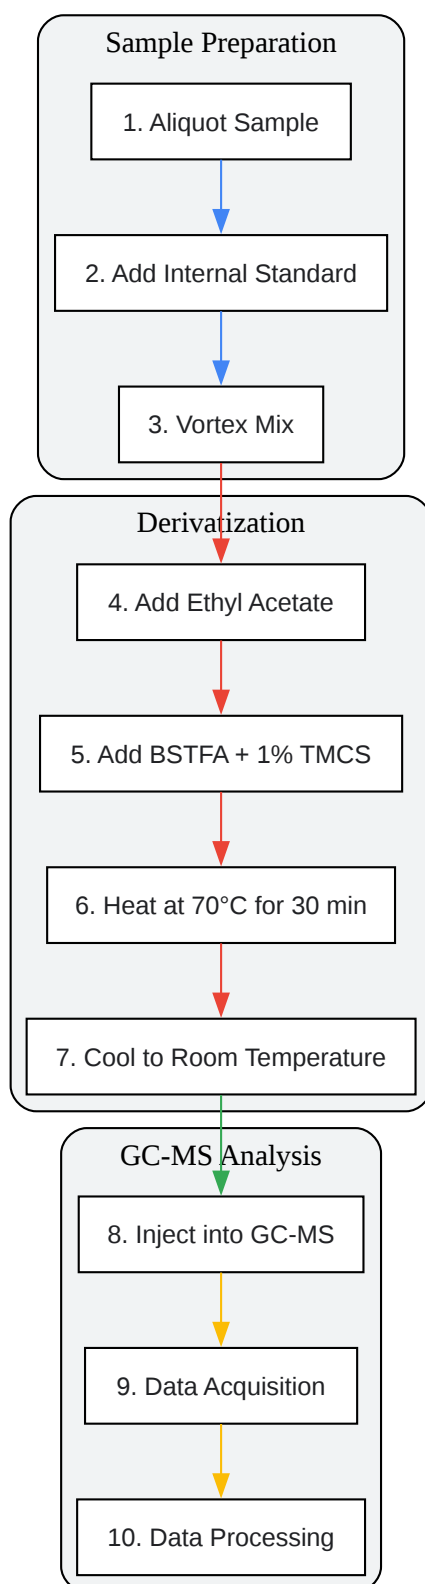 Sample Preparation
1. Aliquot Sample
2. Add Internal Standard
3. Vortex Mix
Derivatization
4. Add Ethyl Acetate
5. Add BSTFA + 1% TMCS
6. Heat at 70°C for 30 min
7. Cool to Room Temperature
GC-MS Analysis
8. Inject into GC-MS
9. Data Acquisition
10. Data Processing